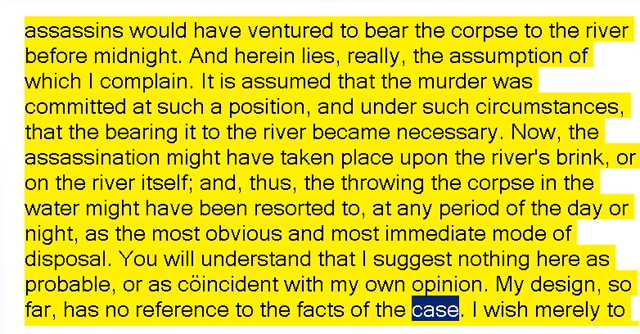 assassins would have ventured to bear the corpse to the river
before midnight. And herein lies, really, the assumption of
which I complain. It is assumed that the murder was
committed at such a position, and under such circumstances,
that the bearing it to the river became necessary. Now, the
assassination might have taken place upon the river's brink, or
on the river itself; and, thus, the throwing the corpse in the
water might have been resorted to, at any period of the day or
night, as the most obvious and most immediate mode of
disposal. You will understand that I suggest nothing here as
probable, or as cöincident with my own opinion. My design, so
far, has no reference to the facts of the case. I wish merely to